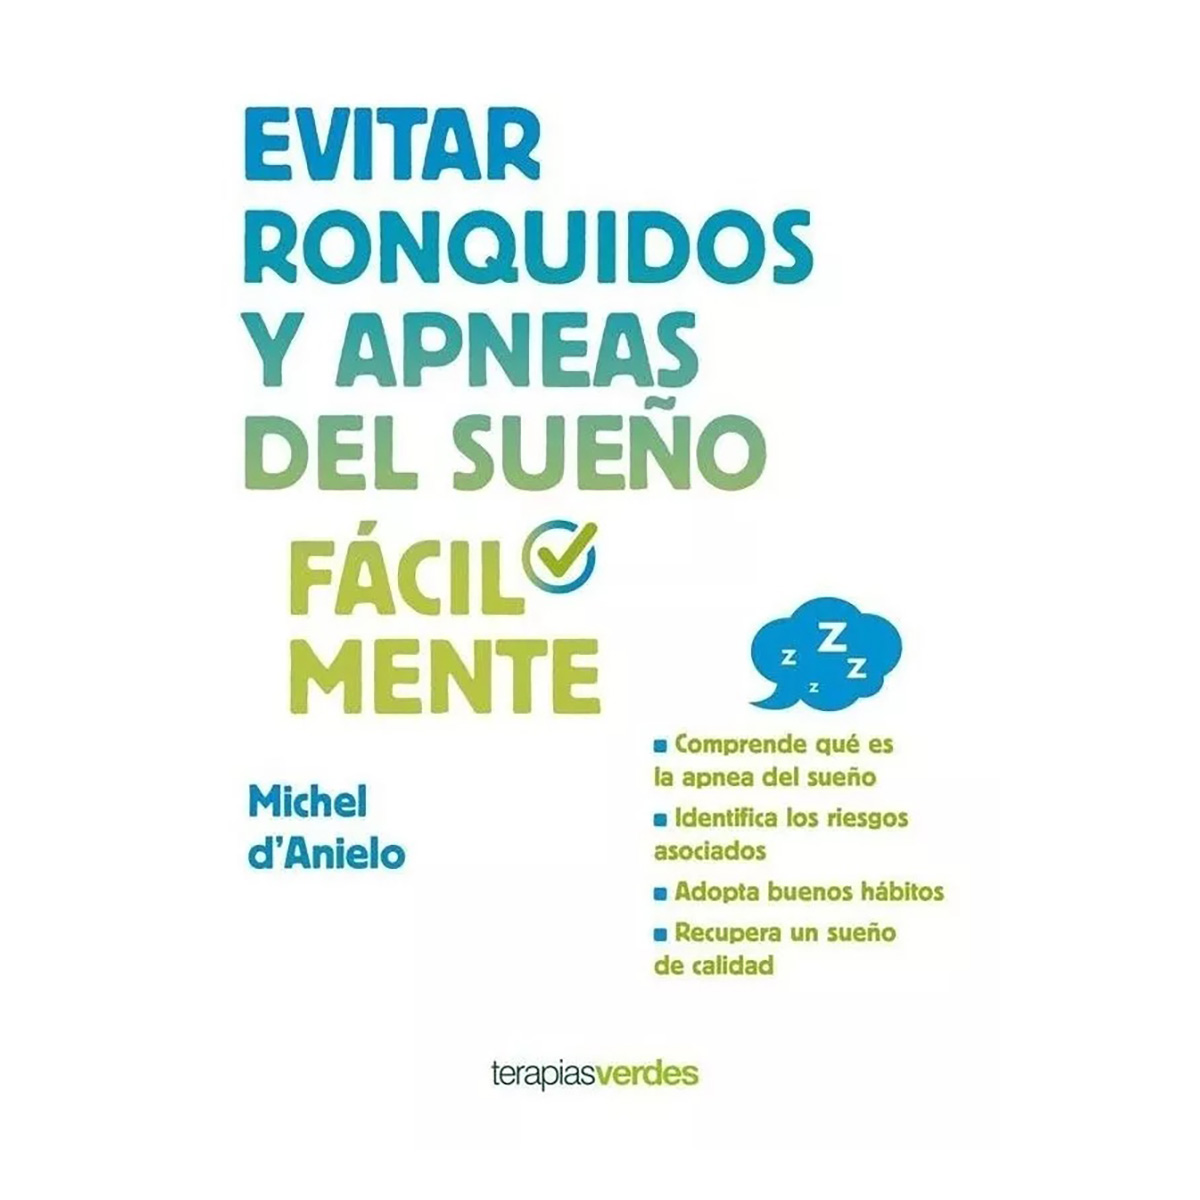 EVITAR
RONQUIDOS
Y APNEAS
DEL SUEÑO
FÁCIL
MENTE
Michel
d'Anielo
z Z z z
▪ Comprende qué es
la apnea del sueño
▪ Identifica los riesgos
asociados
▪ Adopta buenos hábitos
▪ Recupera un sueño
de calidad
terapiasverdes